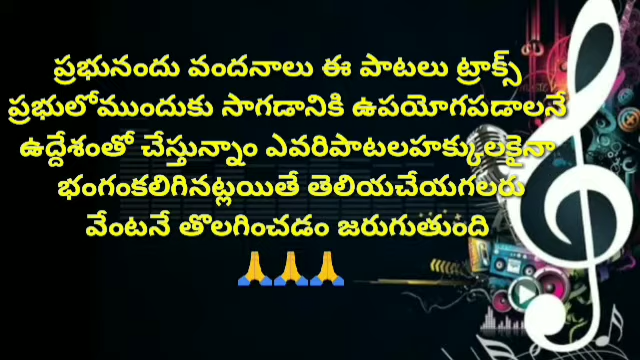 ప్రభునందు వందనాలు ఈ పాటలు ట్రాక్స్
ప్రభులోముందుకు సాగడానికి ఉపయోగపడాలనే
ఉద్దేశంతో చేస్తున్నాం ఎవరిపాటలహక్కులకైనా
భంగంకలిగినట్లయితే తెలియచేయగలరు
వేంటనే తొలగించడం జరుగుతుంది
🙏🙏🙏